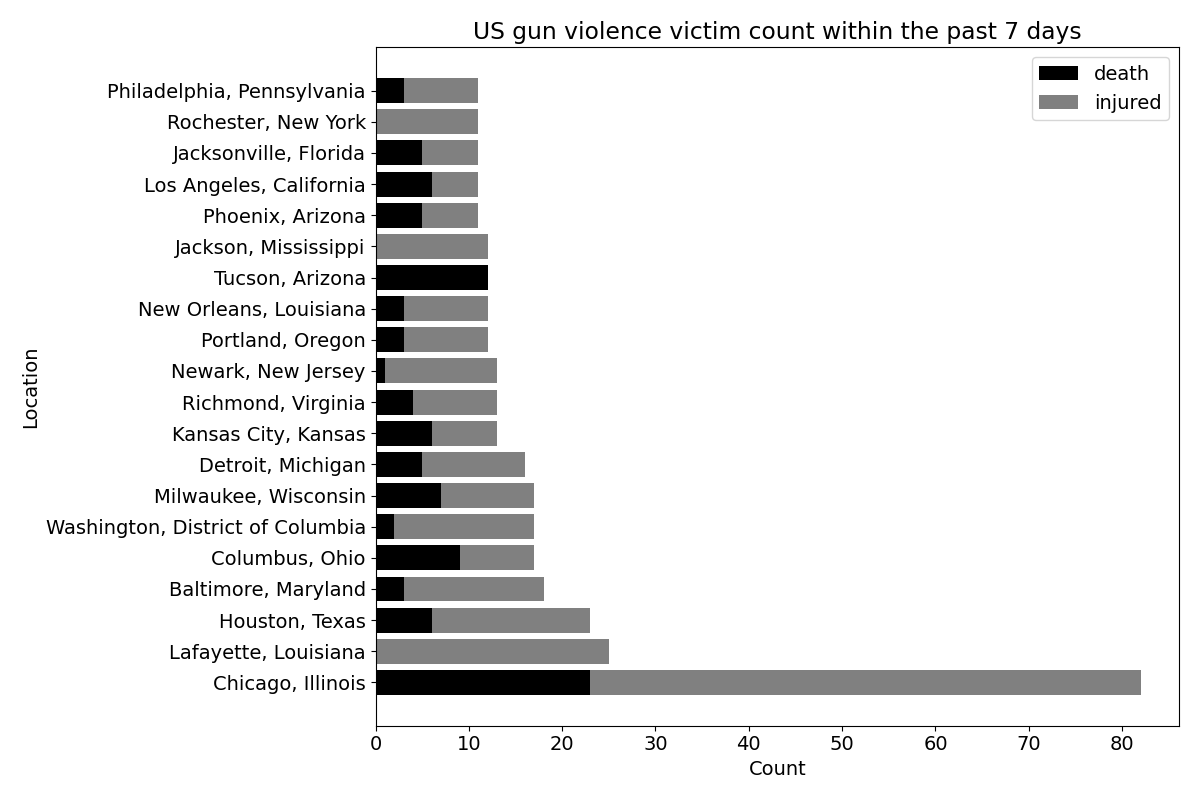 US gun violence victim count within the past 7 days
death
injured
Location
Philadelphia, Pennsylvania
Rochester, New York
Jacksonville, Florida
Los Angeles, California
Phoenix, Arizona
Jackson, Mississippi
Tucson, Arizona
New Orleans, Louisiana
Portland, Oregon
Newark, New Jersey
Richmond, Virginia
Kansas City, Kansas
Detroit, Michigan
Milwaukee, Wisconsin
Washington, District of Columbia
Columbus, Ohio
Baltimore, Maryland
Houston, Texas
Lafayette, Louisiana
Chicago, Illinois
0 10 20 30 40 50 60 70 80
Count